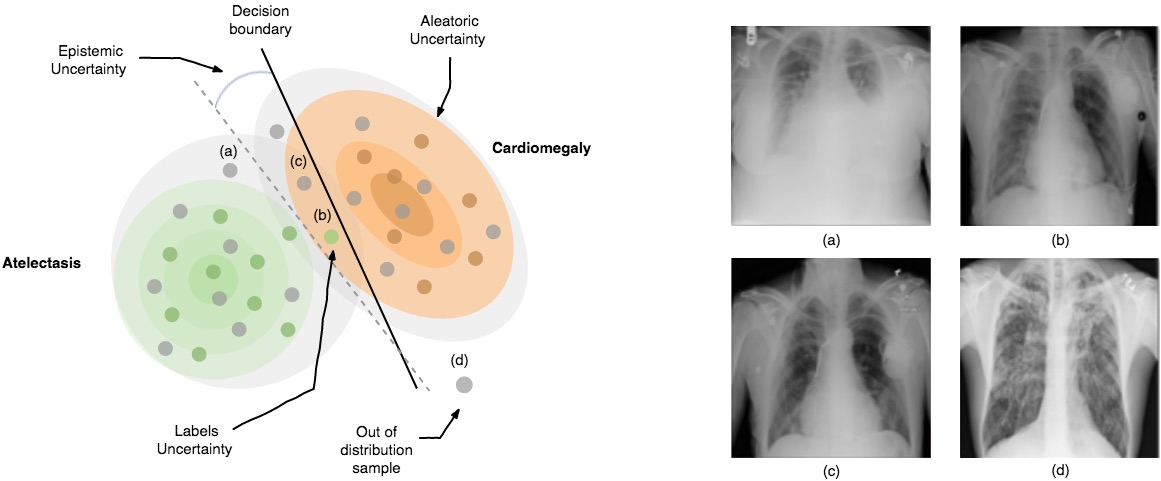 Decision
boundary
Aleatoric
Uncertainty
Epistemic
Uncertainty
(a)
(c)
Cardiomegaly
(b)
Atelectasis
(d)
Labels
Uncertainty
Out of
distribution
sample
(a)
(b)
(c)
(d)